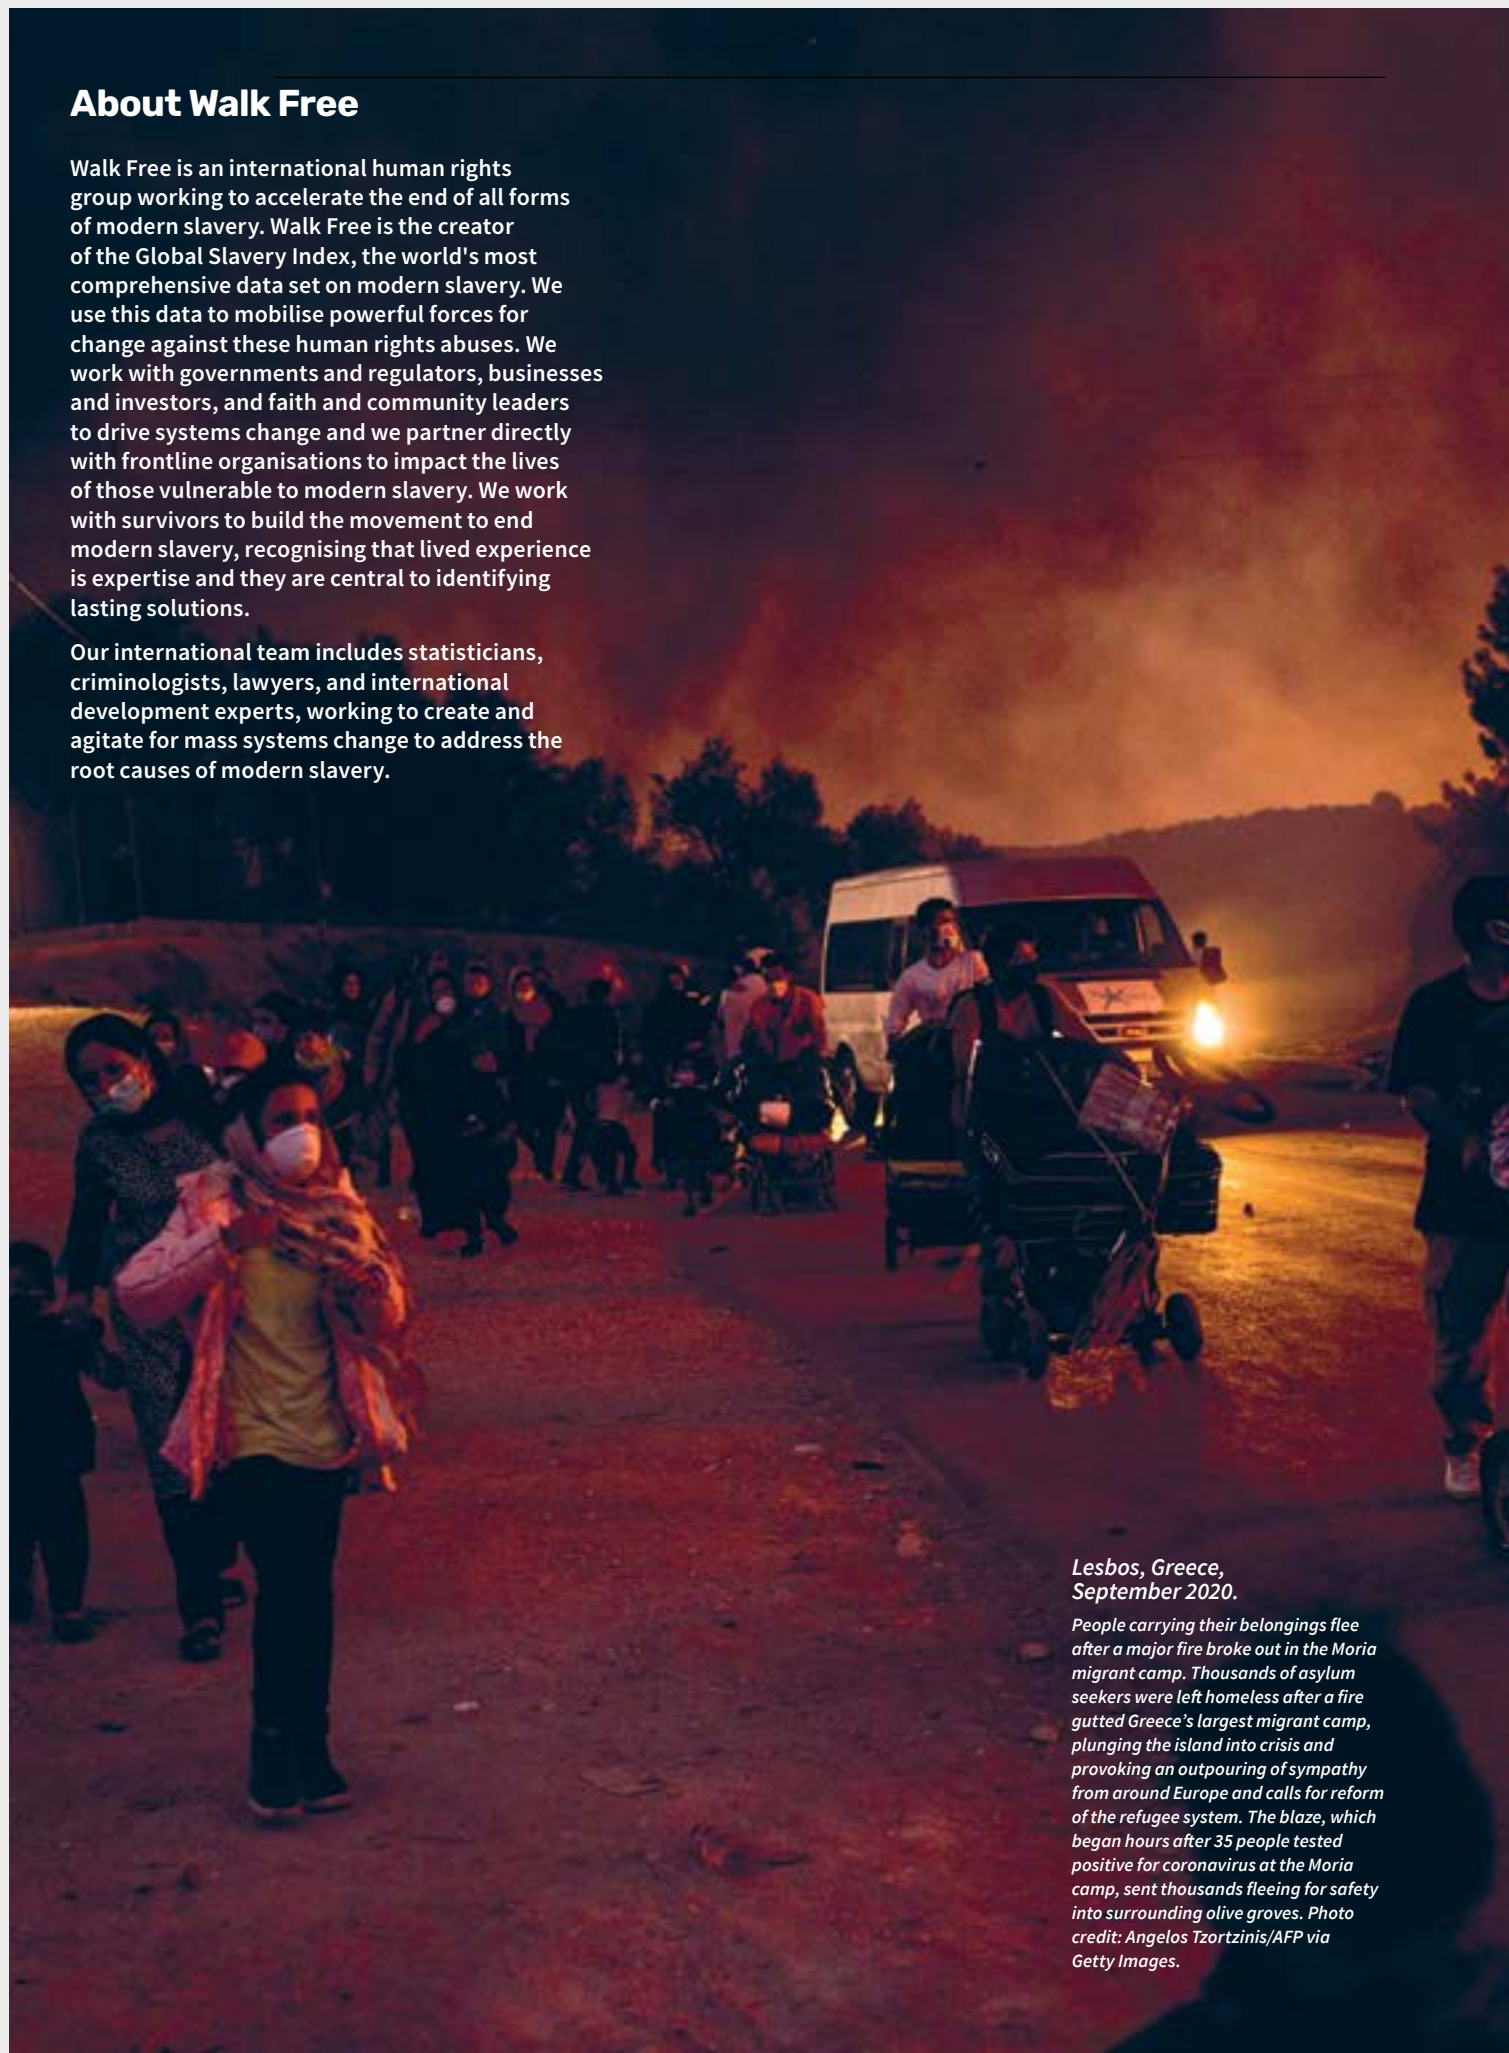 About Walk Free
Walk Free is an international human rights
group working to accelerate the end of all forms
of modern slavery. Walk Free is the creator
of the Global Slavery Index, the world's most
comprehensive data set on modern slavery. We
use this data to mobilise powerful forces for
change against these human rights abuses. We
work with governments and regulators, businesses
and investors, and faith and community leaders
to drive systems change and we partner directly
with frontline organisations to impact the lives
of those vulnerable to modern slavery. We work
with survivors to build the movement to end
modern slavery, recognising that lived experience
is expertise and they are central to identifying
lasting solutions.
Our international team includes statisticians,
criminologists, lawyers, and international
development experts, working to create and
agitate for mass systems change to address the
root causes of modern slavery.
Lesbos, Greece,
September 2020.
People carrying their belongings flee
after a major fire broke out in the Moria
migrant camp. Thousands of asylum
seekers were left homeless after a fire
gutted Greece’s largest migrant camp,
plunging the island into crisis and
provoking an outpouring of sympathy
from around Europe and calls for reform
of the refugee system. The blaze, which
began hours after 35 people tested
positive for coronavirus at the Moria
camp, sent thousands fleeing for safety
into surrounding olive groves. Photo
credit: Angelos Tzortzinis/AFP via
Getty Images.